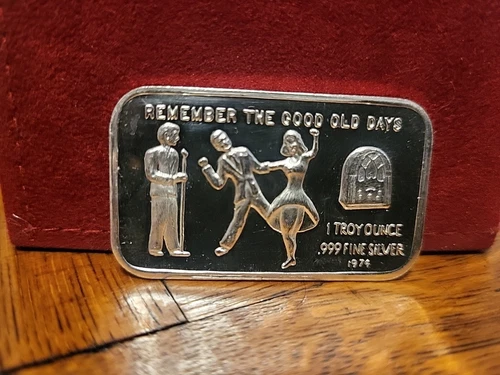 REMEMBER THE GOOD OLD DAYS
1 TROY OUNCE
.999 FINE SILVER
1974